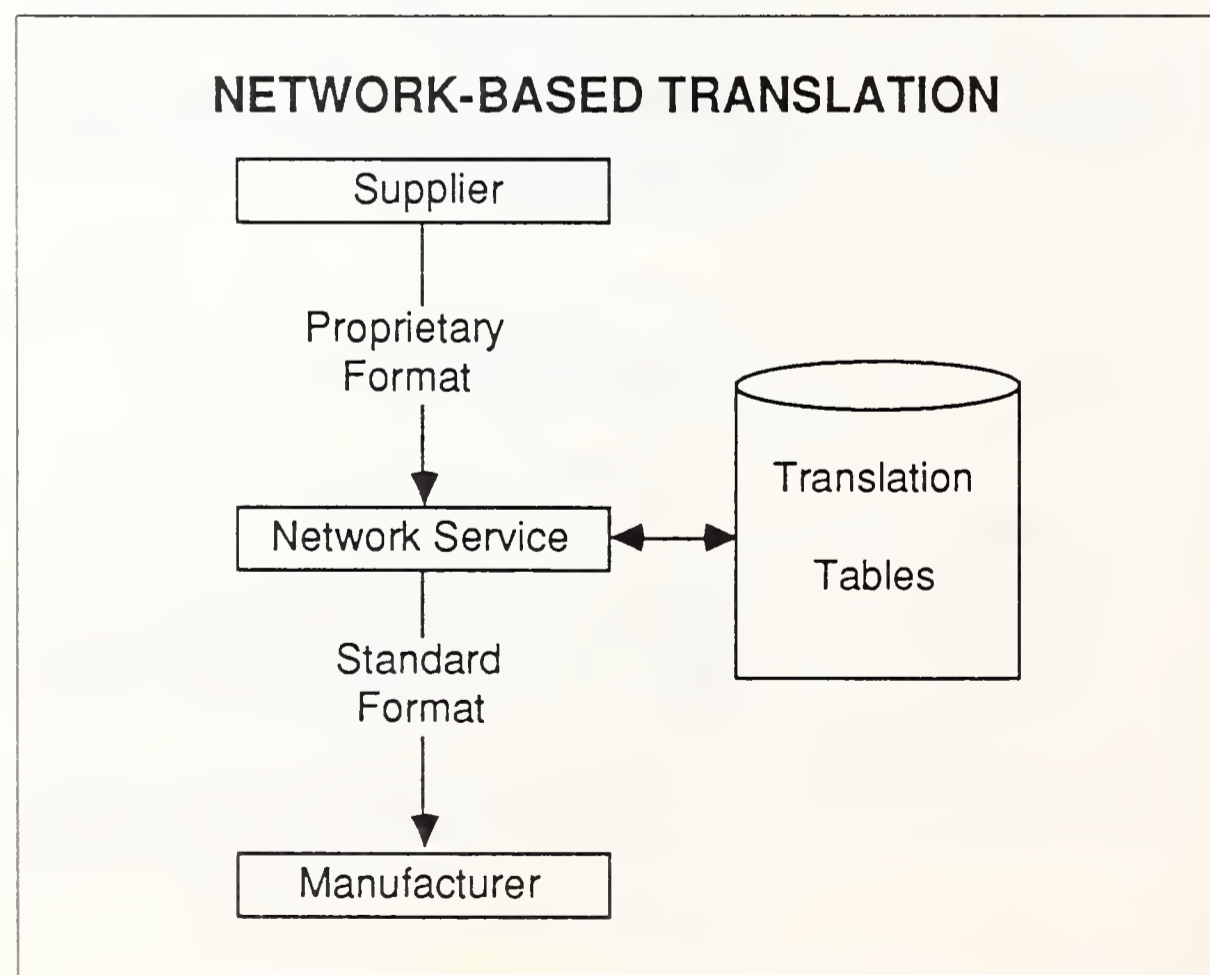 NETWORK-BASED TRANSLATION
Supplier
Proprietary
Format
Network Service
Translation
Tables
Standard
Format
Manufacturer